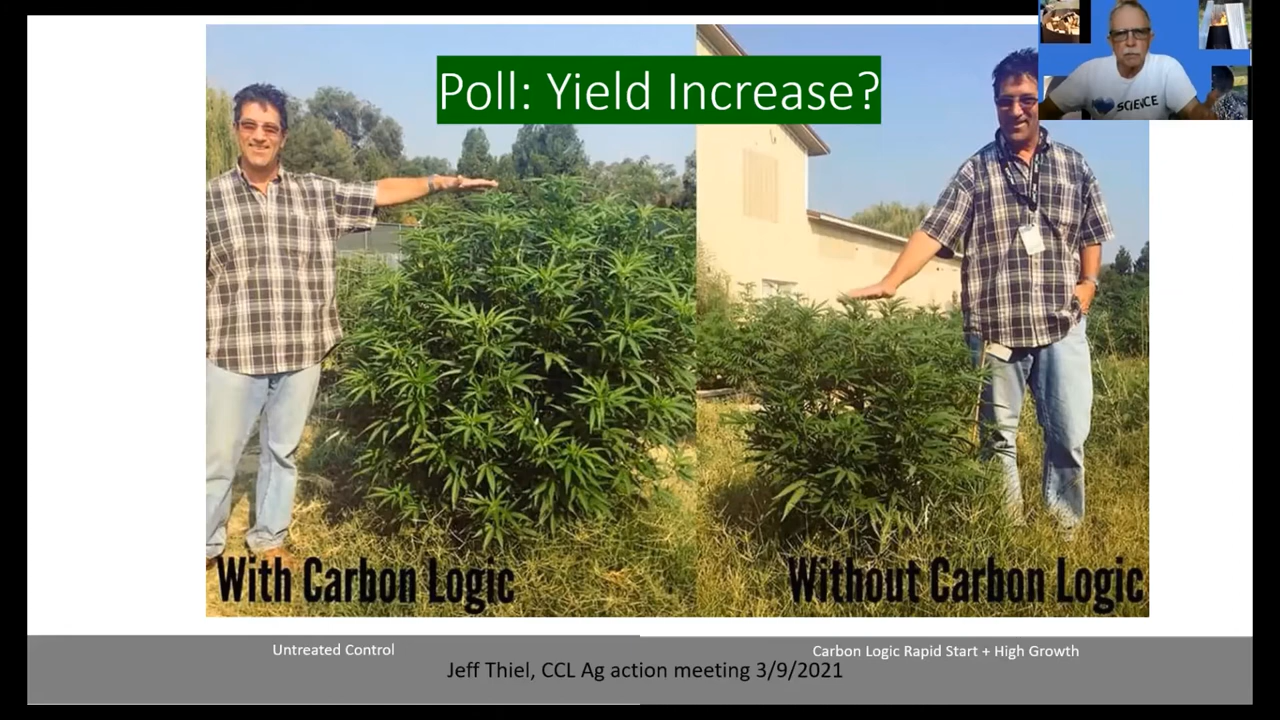 Poll: Yield Increase?
SCIENCE
With Carbon Logic
Without Carbon Logic
Untreated Control
Carbon Logic Rapid Start + High Growth
Jeff Thiel, CCL Ag action meeting 3/9/2021